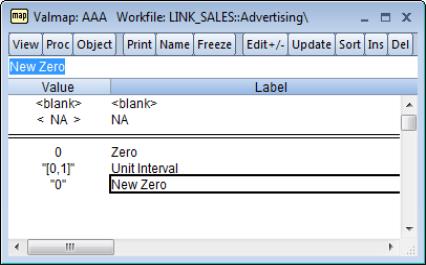 map Valmap: AAA Workfile: LINK_SALES::Advertising\
View Proc Object Print Name Freeze Edit+/- Update Sort Ins Del
New Zero
Value Label
<blank> <blank>
< NA > NA
0 Zero
"[0,1]" Unit Interval
"0" New Zero